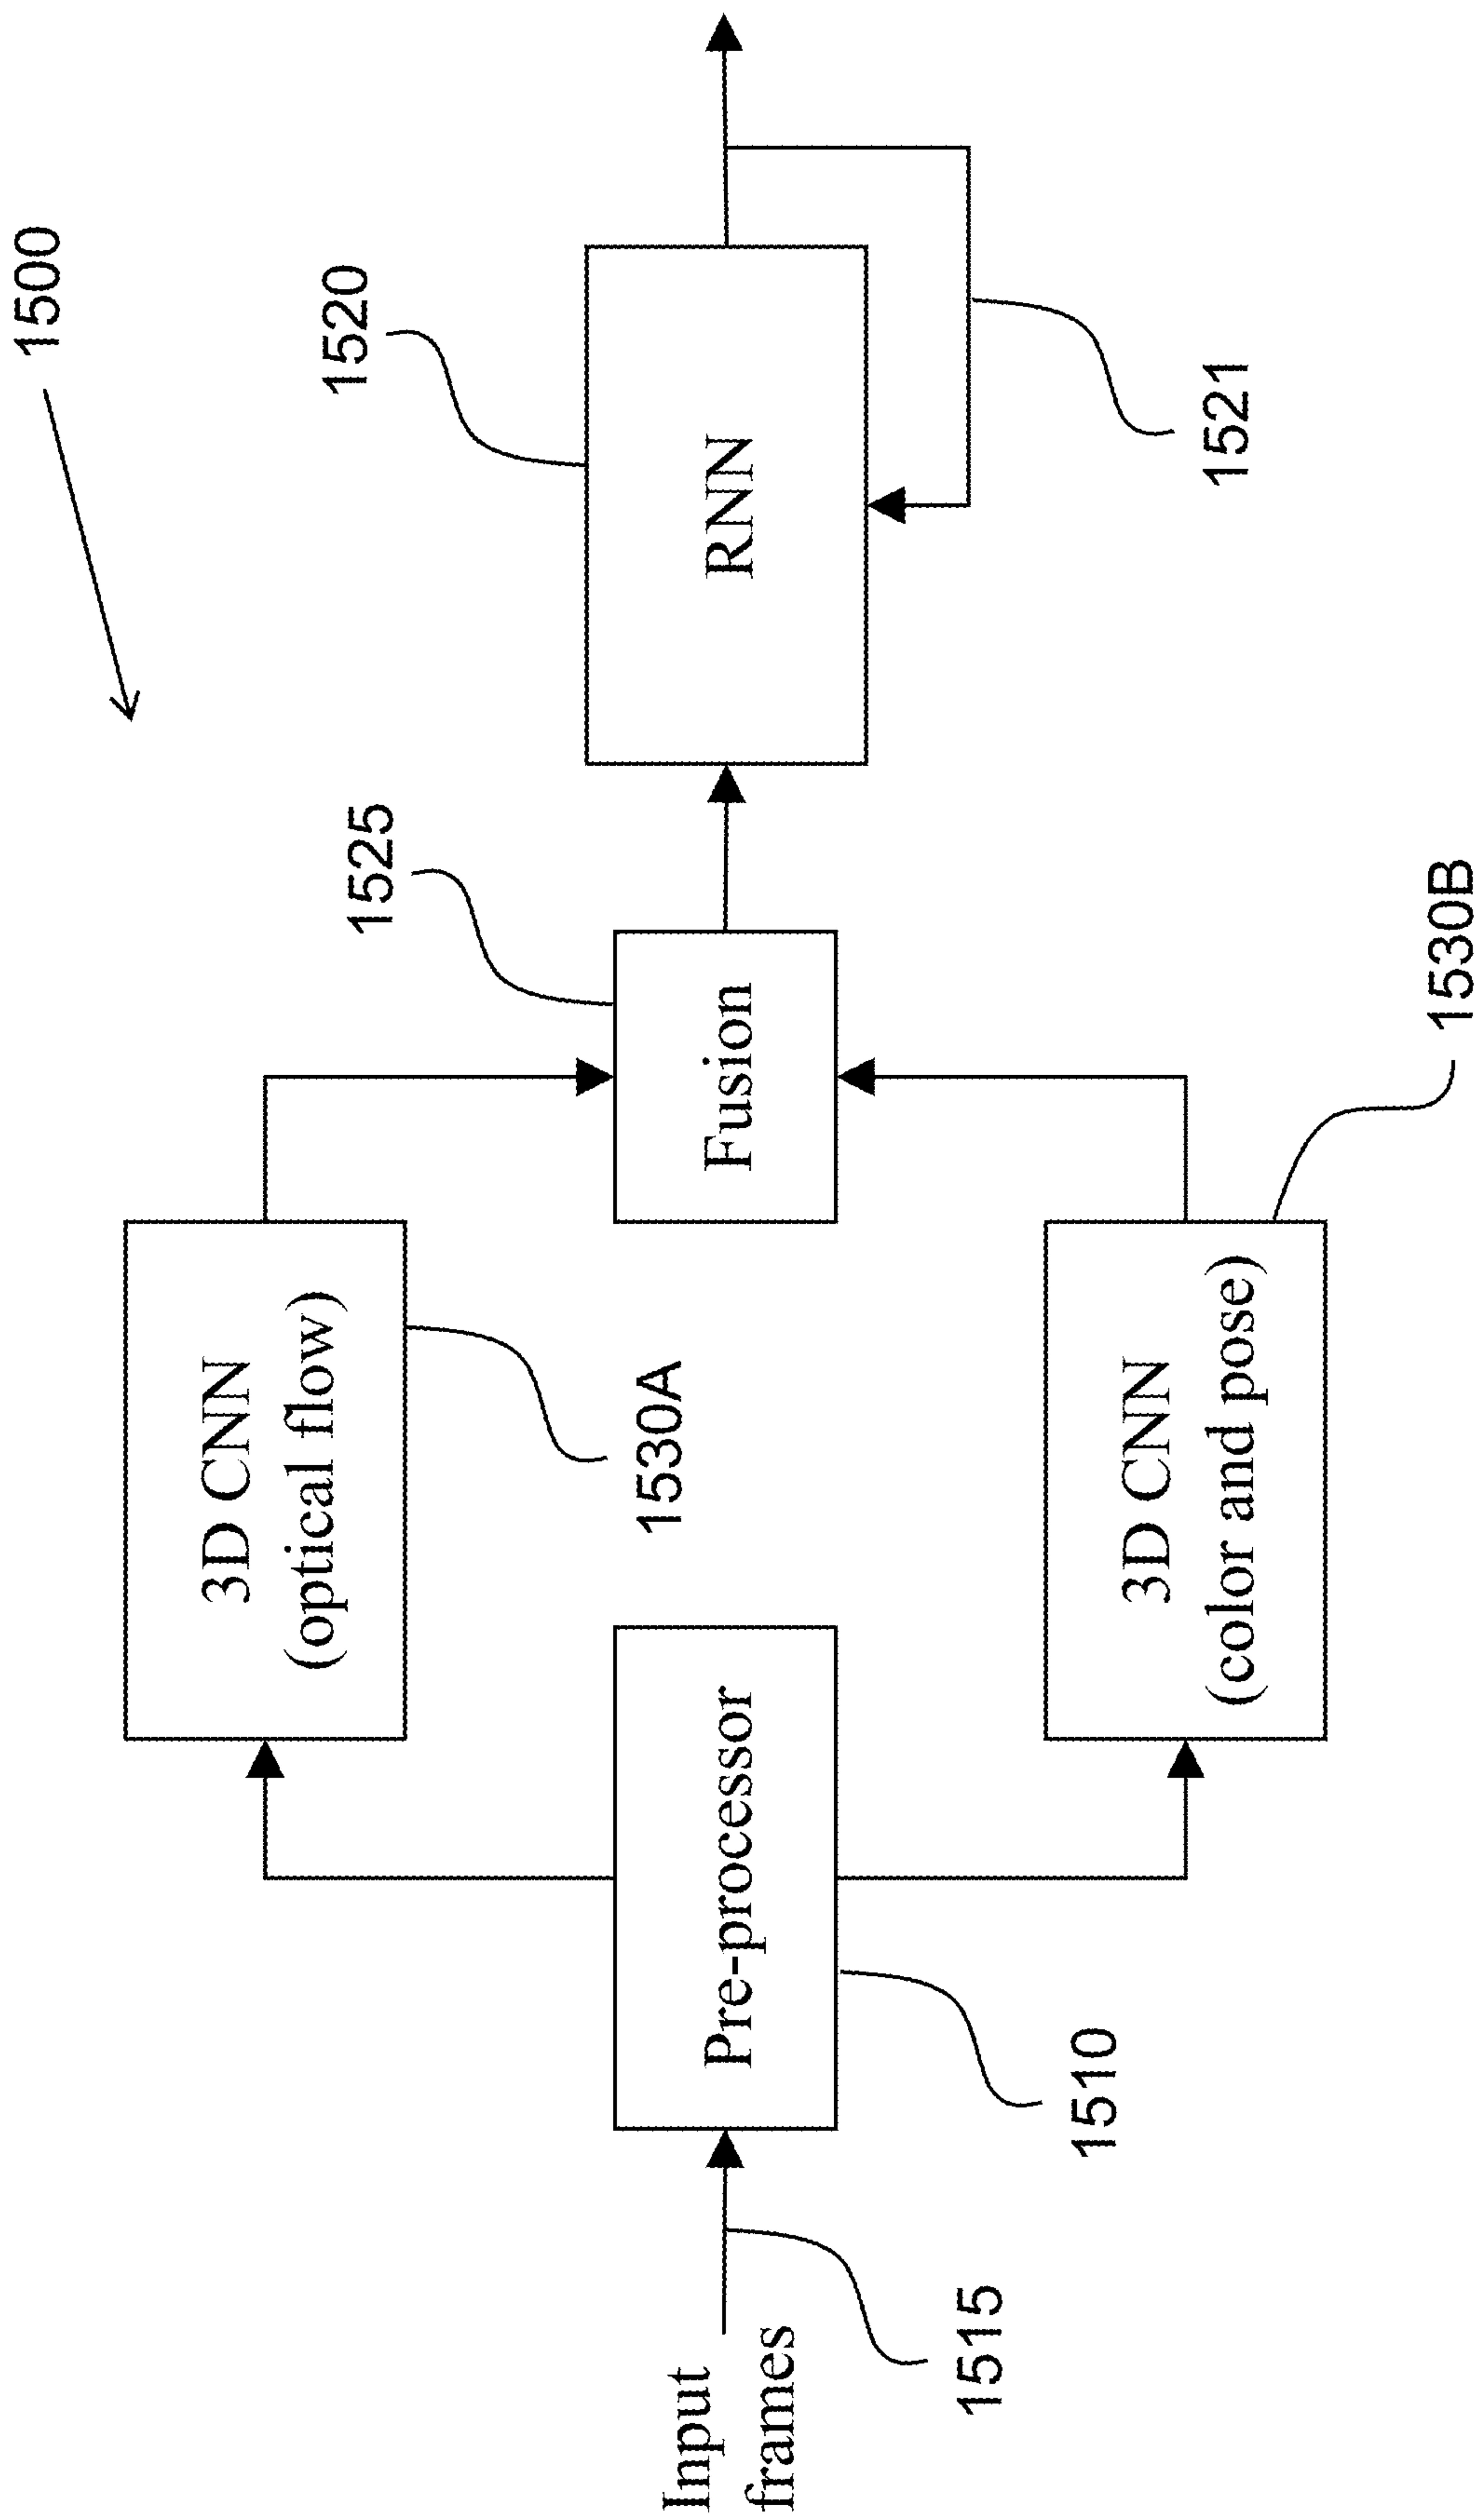 1500
1520
RNN
1521
1525
Fusion
3D CNN
(optical flow)
1530A
3D CNN
(color and pose)
1530B
Pre-processor
1510
Input
frames
1515